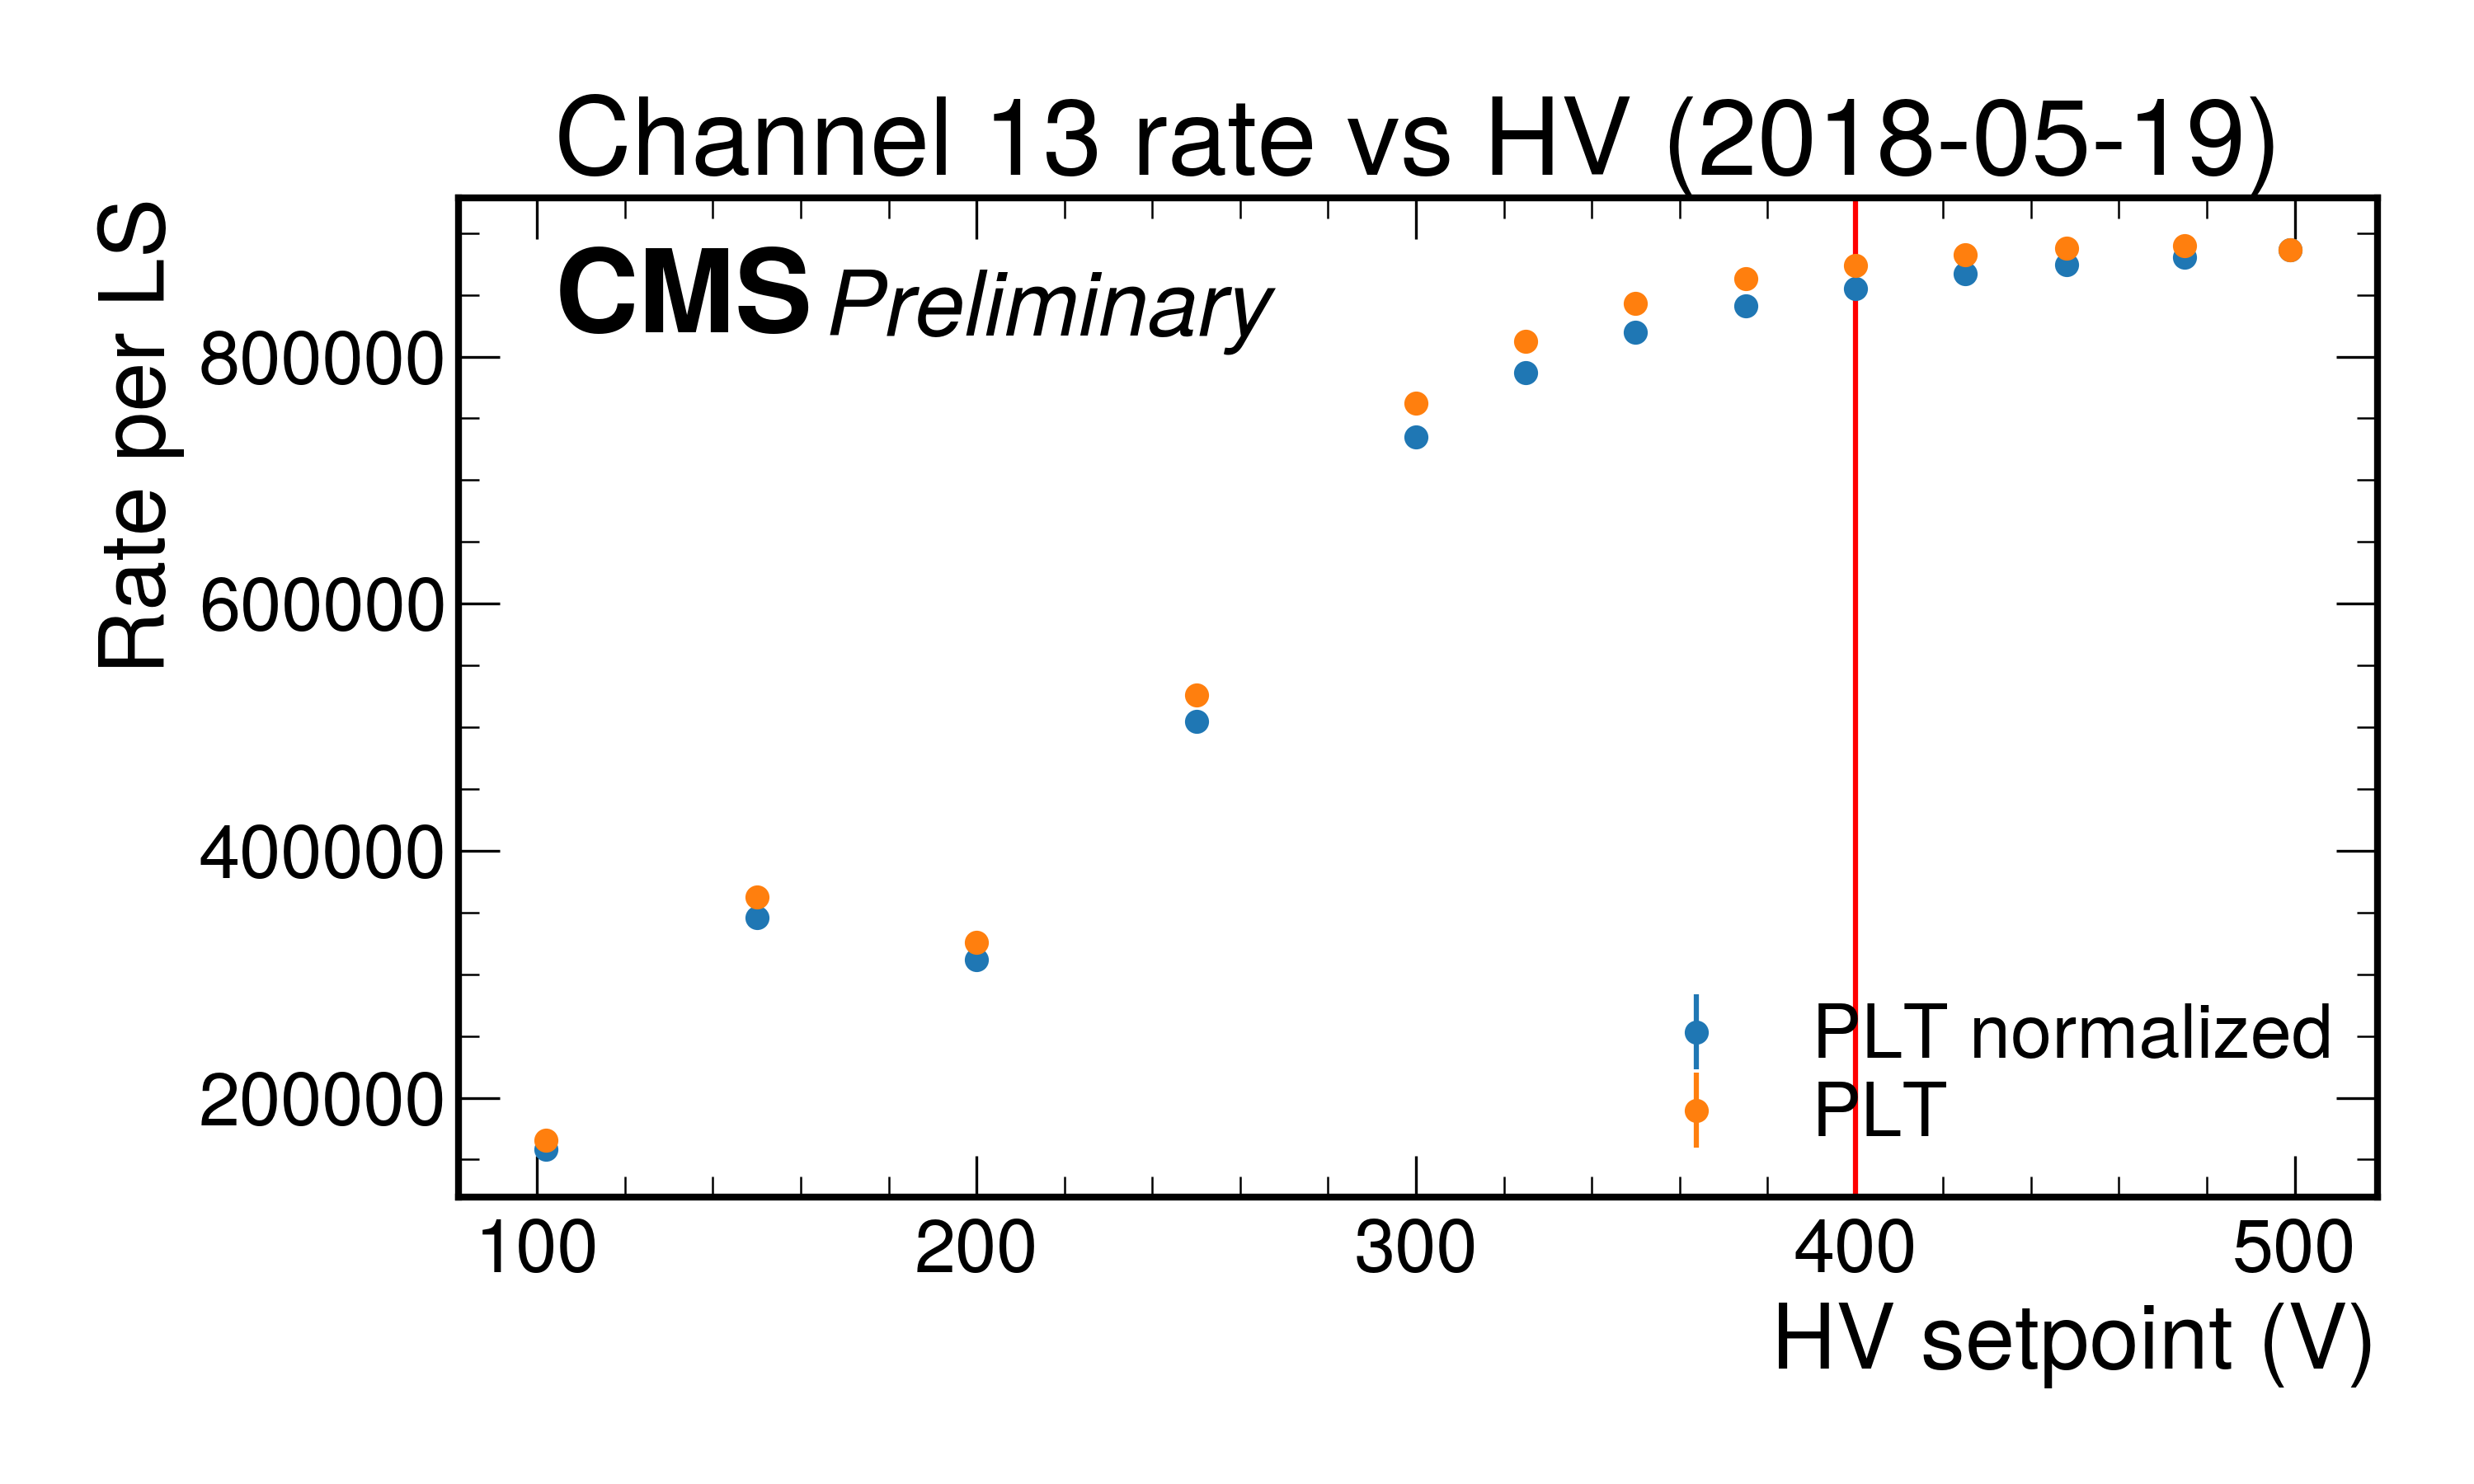 Channel 13 rate vs HV (2018-05-19)
CMS Preliminary
Rate per LS
800000
600000
400000
200000
PLT normalized
PLT
100 200 300 400 500
HV setpoint (V)